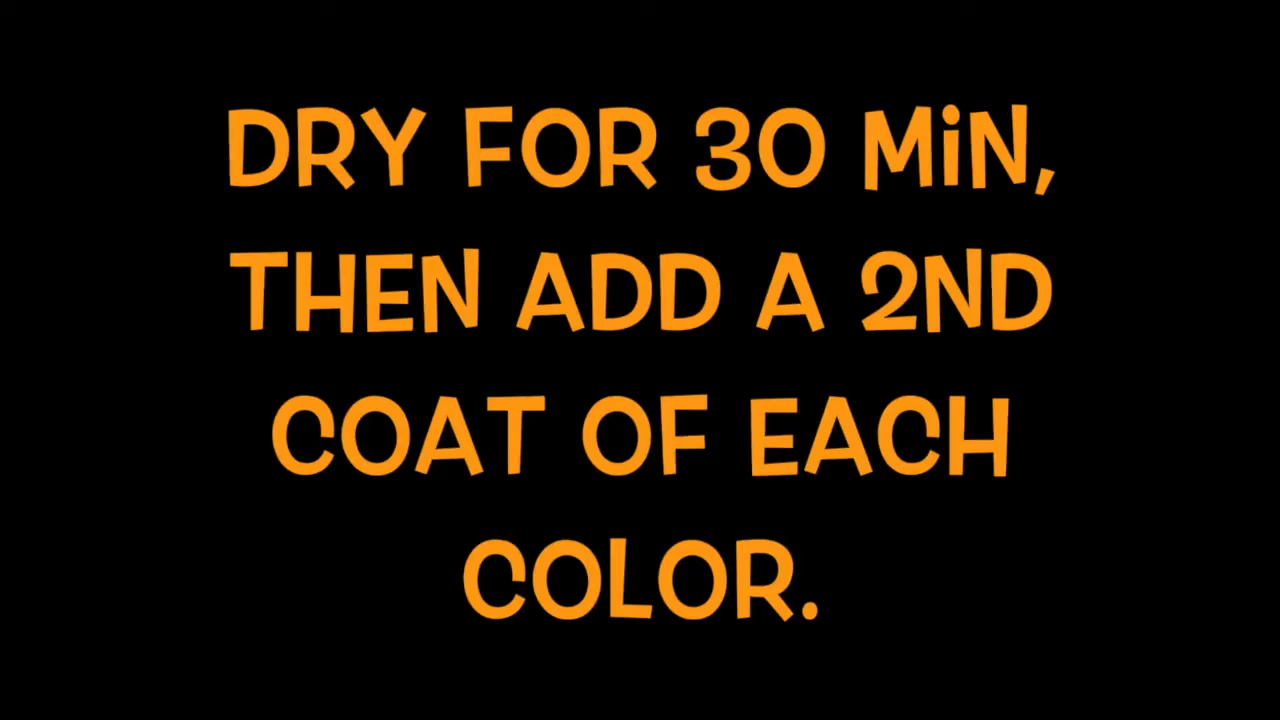 DRY FOR 30 MiN,
THEN ADD A 2ND
COAT OF EACH
COLOR.